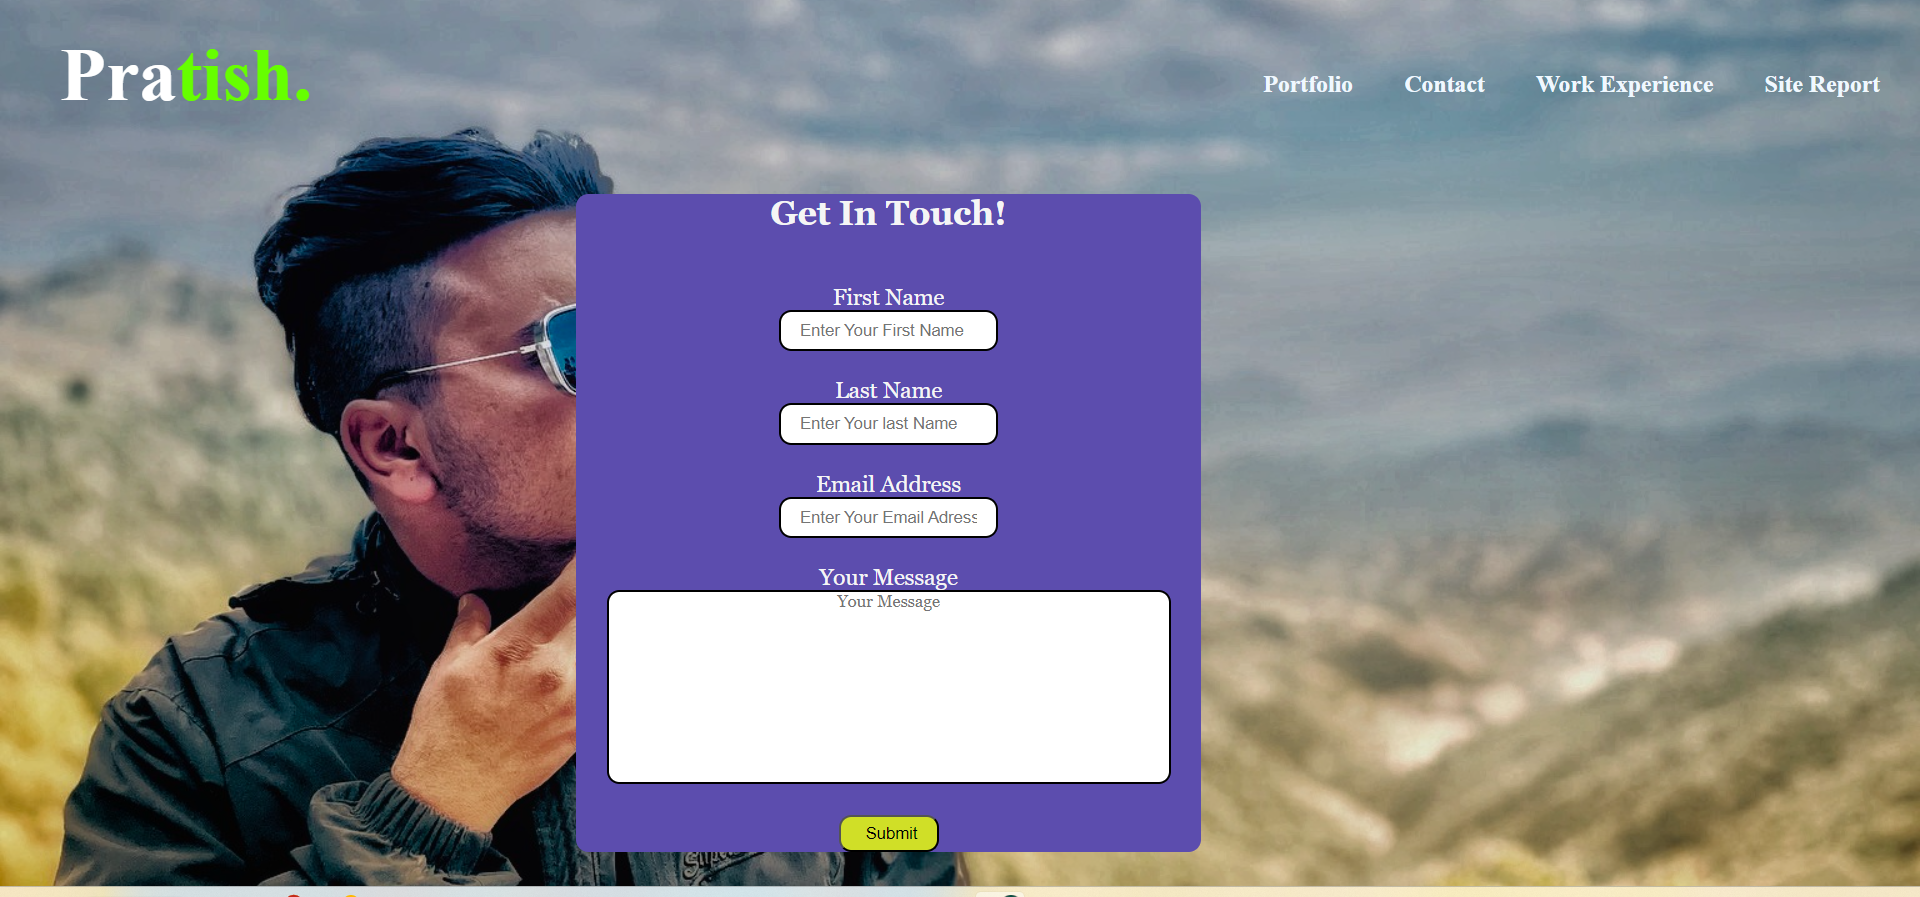 Pratish.
Portfolio Contact Work Experience Site Report
Get In Touch!
First Name
Enter Your First Name
Last Name
Enter Your last Name
Email Address
Enter Your Email Adress
Your Message
Your Message
Submit